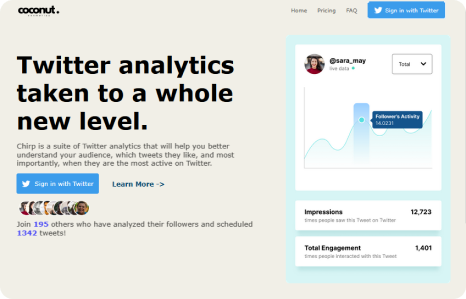 coconut.
Home Pricing FAQ Sign in with Twitter
Twitter analytics
taken to a whole
new level.
Chirp is a suite of Twitter analytics that will help you better
understand your audience, which tweets they like, and most
importantly, when they are the most active on Twitter.
Sign in with Twitter Learn More ->
Join 195 others who have analyzed their followers and scheduled
1342 tweets!
@sara_may
live data
Total
Follower's Activity
14.0231
Impressions 12,723
times people saw this Tweet on Twitter
Total Engagement 1,401
times people interacted with this Tweet